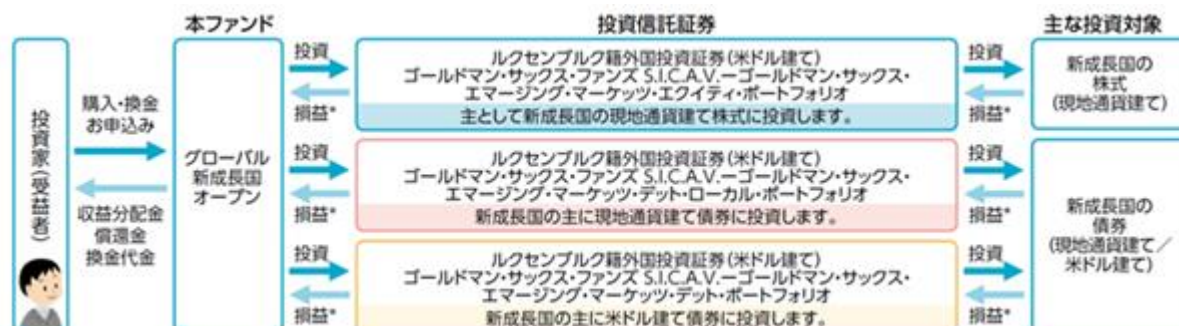 本ファンド
投資信託証券
主な投資対象
投資家(受益者)
購入・換金
お申込み
収益分配金
償還金
換金代金
グローバル
新成長国
オープン
投資
損益*
ルクセンブルク籍外国投資証券(米ドル建て)
ゴールドマン・サックス・ファンズ S.I.C.A.V.ーゴールドマン・サックス・
エマージング・マーケッツ・エクイティ・ポートフォリオ
主として新成長国の現地通貨建て株式に投資します。
投資
損益*
新成長国の
株式
(現地通貨建て)
投資
損益*
ルクセンブルク籍外国投資証券(米ドル建て)
ゴールドマン・サックス・ファンズ S.I.C.A.V.ーゴールドマン・サックス・
エマージング・マーケッツ・デット・ローカル・ポートフォリオ
新成長国の主に現地通貨建て債券に投資します。
投資
損益*
投資
損益*
ルクセンブルク籍外国投資証券(米ドル建て)
ゴールドマン・サックス・ファンズ S.I.C.A.V.ーゴールドマン・サックス・
エマージング・マーケッツ・デット・ポートフォリオ
新成長国の主に米ドル建て債券に投資します。
投資
損益*
新成長国の
債券
(現地通貨建て/
米ドル建て)